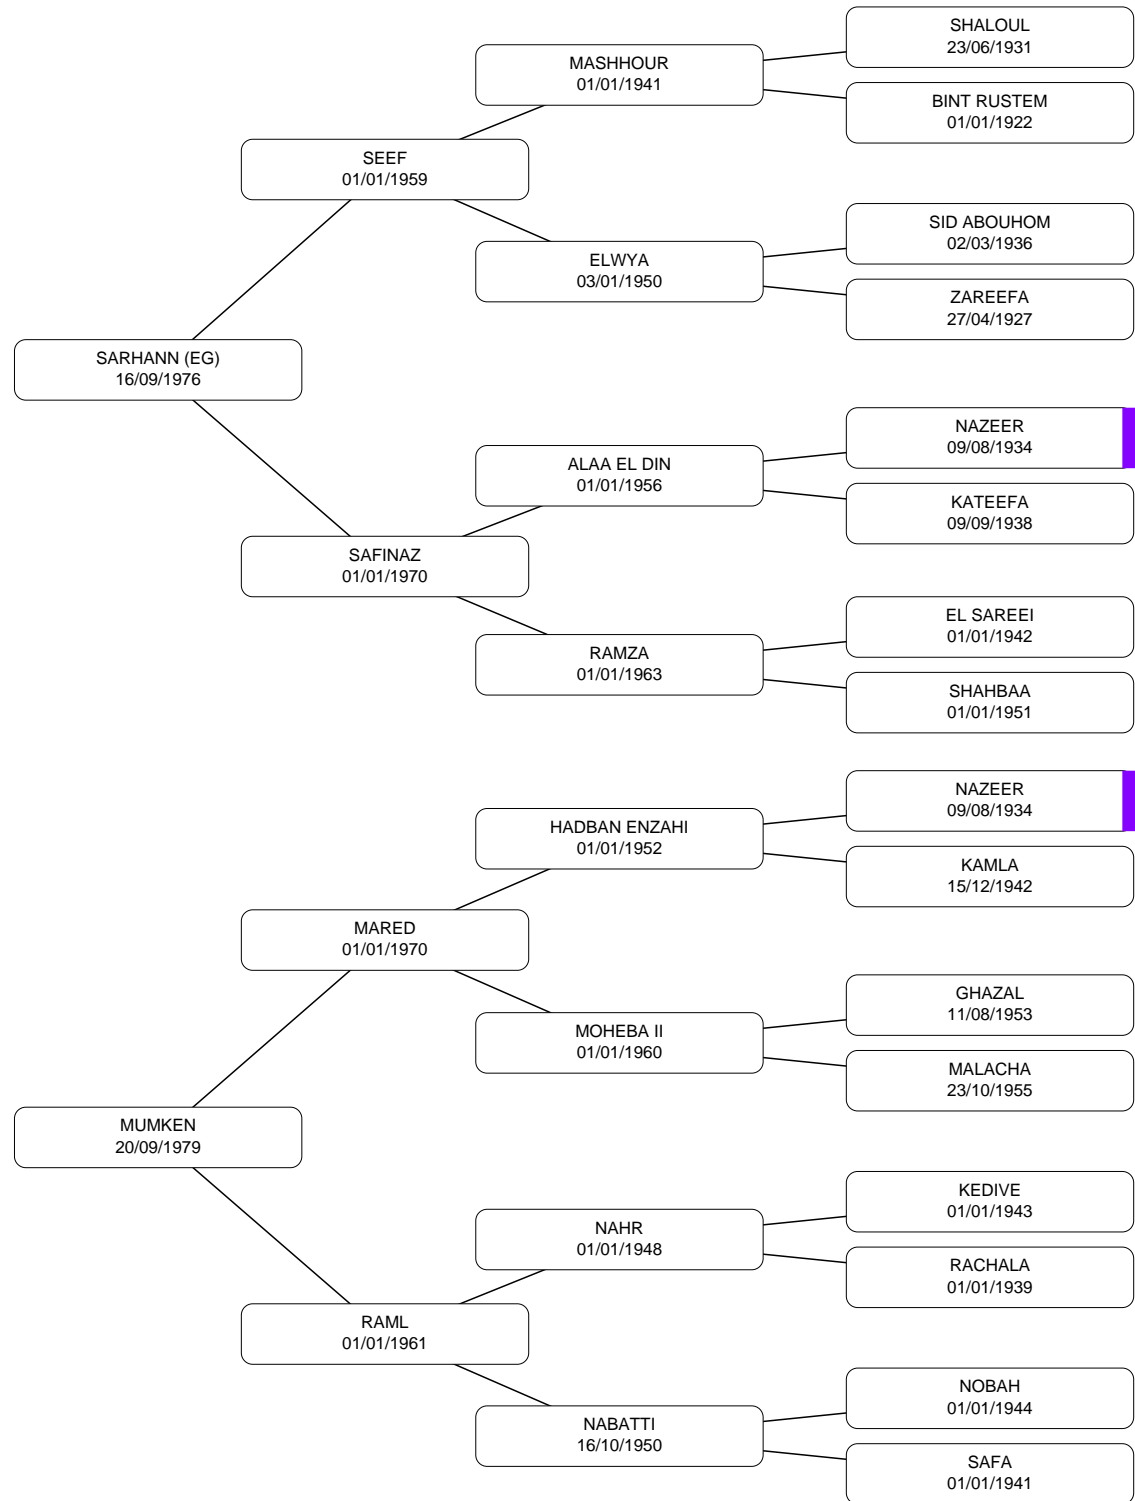 SHALOUL
23/06/1931
MASHHOUR
01/01/1941
BINT RUSTEM
01/01/1922
SEEF
01/01/1959
SID ABOUHOM
02/03/1936
ELWYA
03/01/1950
ZAREEFA
27/04/1927
SARHANN (EG)
16/09/1976
NAZEER
09/08/1934
ALAA EL DIN
01/01/1956
KATEEFA
09/09/1938
SAFINAZ
01/01/1970
EL SAREEI
01/01/1942
RAMZA
01/01/1963
SHAHBAA
01/01/1951
NAZEER
09/08/1934
HADBAN ENZAHI
01/01/1952
KAMLA
15/12/1942
MARED
01/01/1970
GHAZAL
11/08/1953
MOHEBA II
01/01/1960
MALACHA
23/10/1955
MUMKEN
20/09/1979
KEDIVE
01/01/1943
NAHR
01/01/1948
RACHALA
01/01/1939
RAML
01/01/1961
NOBAH
01/01/1944
NABATTI
16/10/1950
SAFA
01/01/1941